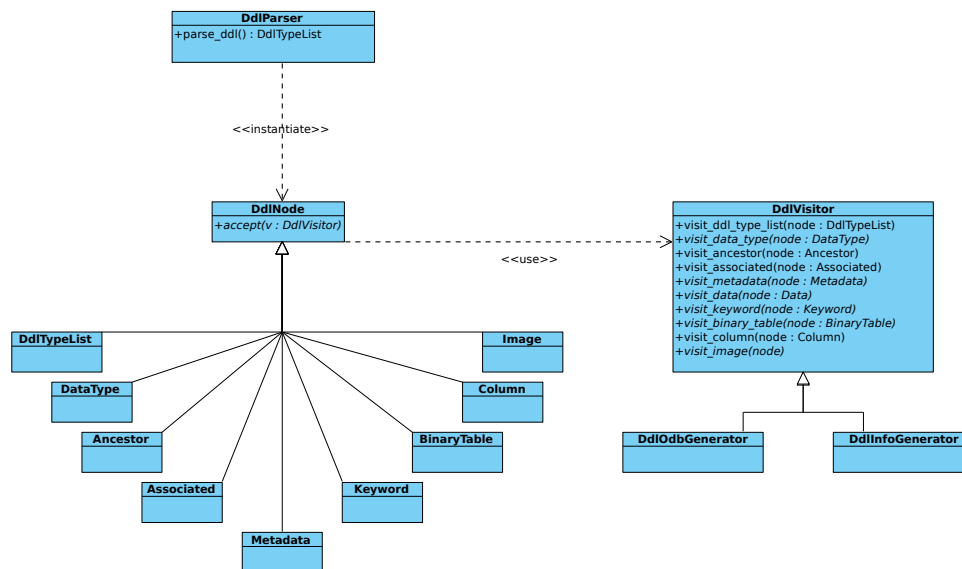 DdlParser
+parse_ddl() : DdlTypeList
<<instantiate>>
DdlNode
+accept(v : DdlVisitor)
<<use>>
DdlVisitor
+visit_ddl_type_list(node : DdlTypeList)
+visit_data_type(node : DataType)
+visit_ancestor(node : Ancestor)
+visit_associated(node : Associated)
+visit_metadata(node : Metadata)
+visit_data(node : Data)
+visit_keyword(node : Keyword)
+visit_binary_table(node : BinaryTable)
+visit_column(node : Column)
+visit_image(node)
DdlTypeList
Image
DataType
Column
Ancestor
BinaryTable
DdlOdbGenerator
DdlInfoGenerator
Associated
Keyword
Metadata